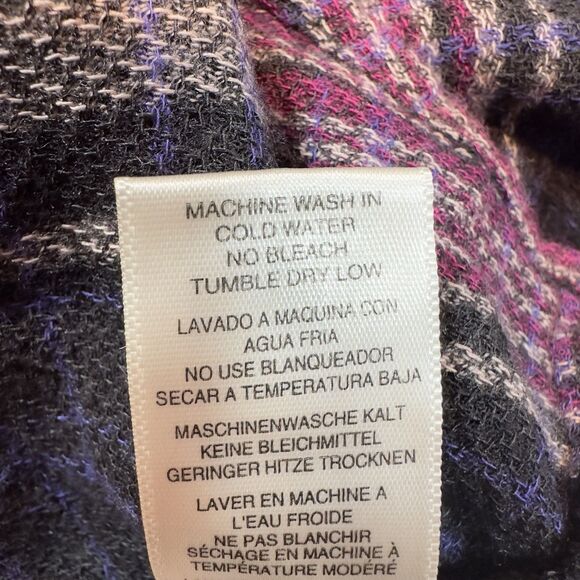 MACHINE WASH IN
COLD WATER
NO BLEACH
TUMBLE DRY LOW
LAVADO A MAQUINA CON
AGUA FRIA
NO USE BLANQUEADOR
SECAR A TEMPERATURA BAJA
MASCHINENWASCHE KALT
KEINE BLEICHMITTEL
GERINGER HITZE TROCKNEN
LAVER EN MACHINE A
L'EAU FROIDE
NE PAS BLANCHIR
SÉCHAGE EN MACHINE À
TEMPÉRATURE MODÉRÉ